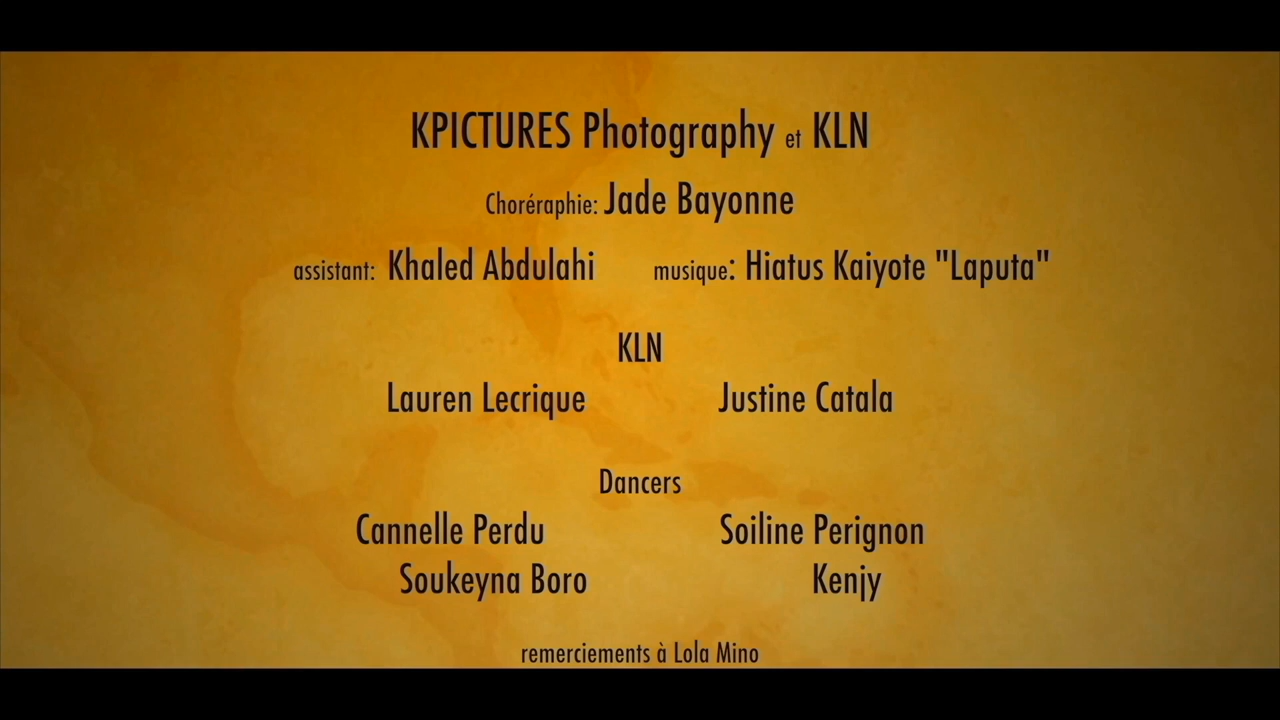 KPICTURES Photography et KLN
Choréraphie: Jade Bayonne
assistant: Khaled Abdulahi musique: Hiatus Kaiyote "Laputa"
KLN
Lauren Lecrique Justine Catala
Dancers
Cannelle Perdu Soiline Perignon
Soukeyna Boro Kenjy
remerciements à Lola Mino